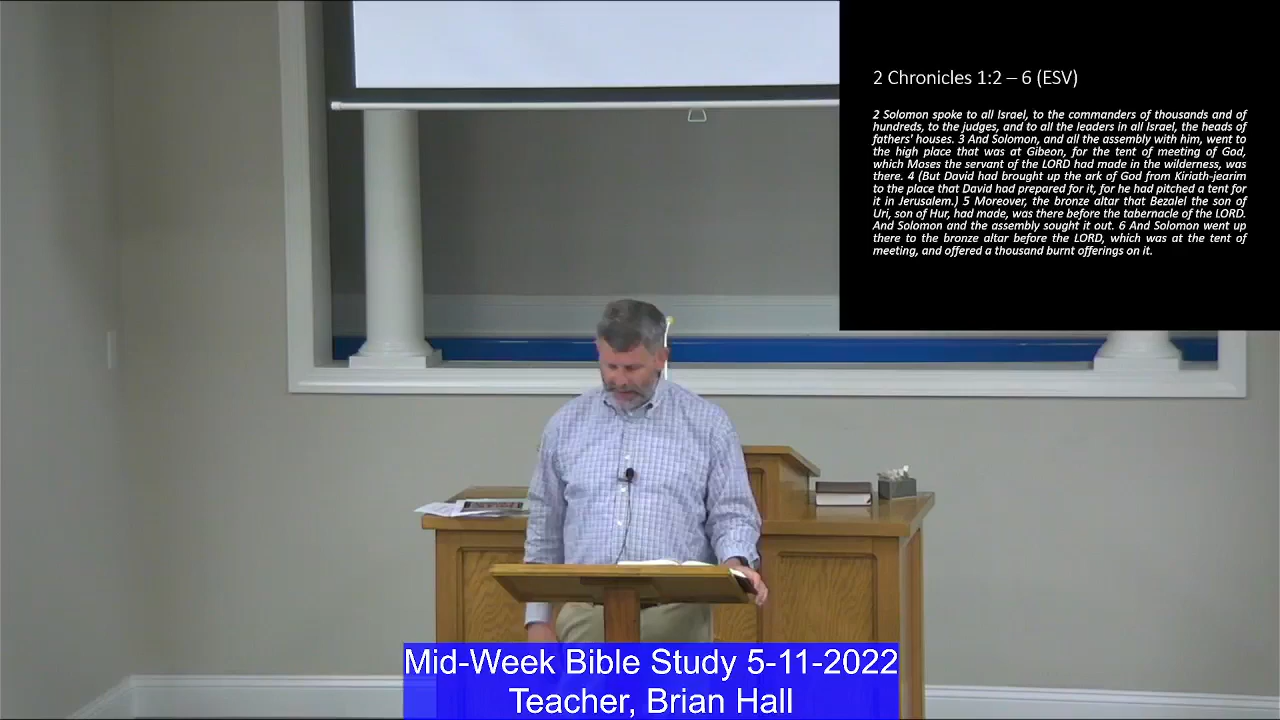 2 Chronicles 1:2 – 6 (ESV)
2 Solomon spoke to all Israel, to the commanders of thousands and of
hundreds, to the judges, and to all the leaders in all Israel, the heads of
fathers' houses. 3 And Solomon, and all the assembly with him, went to
the high place that was at Gibeon, for the tent of meeting of God,
which Moses the servant of the LORD had made in the wilderness, was
there. 4 (But David had brought up the ark of God from Kiriath-jearim
to the place that David had prepared for it, for he had pitched a tent for
it in Jerusalem.) 5 Moreover, the bronze altar that Bezalel the son of
Uri, son of Hur, had made, was there before the tabernacle of the LORD.
And Solomon and the assembly sought it out. 6 And Solomon went up
there to the bronze altar before the LORD, which was at the tent of
meeting, and offered a thousand burnt offerings on it.
Mid-Week Bible Study 5-11-2022
Teacher, Brian Hall